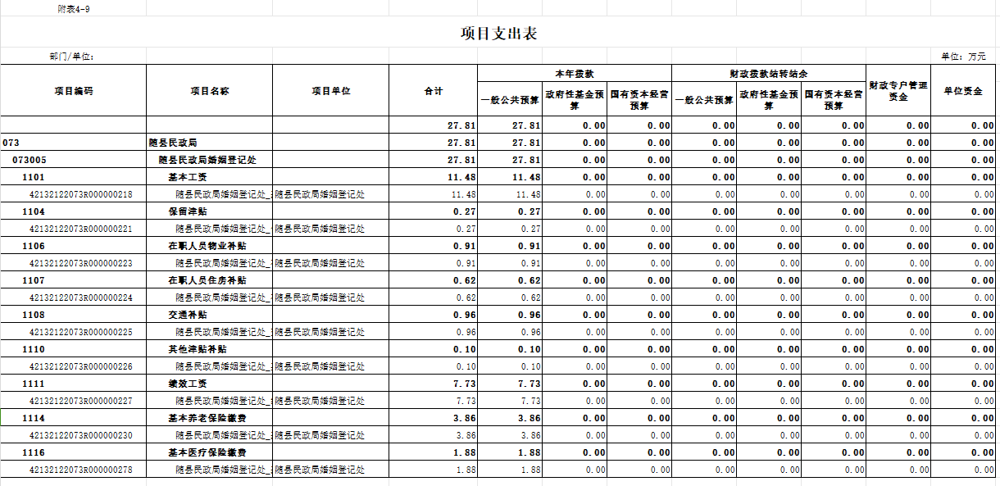 附表4-9
项目支出表
部门/单位: 单位: 万元
项目编码 项目名称 项目单位 合计 本年拨款 财政拨款结转结余 财政专户管理资金 单位资金
一般公共预算 政府性基金预算 国有资本经营预算 一般公共预算 政府性基金预算 国有资本经营预算
27.81 27.81 0.00 0.00 0.00 0.00 0.00 0.00 0.00
073 随县民政局 27.81 27.81 0.00 0.00 0.00 0.00 0.00 0.00 0.00
073005 随县民政局婚姻登记处 27.81 27.81 0.00 0.00 0.00 0.00 0.00 0.00 0.00
1101 基本工资 11.48 11.48 0.00 0.00 0.00 0.00 0.00 0.00 0.00
42132122073R000000218 随县民政局婚姻登记处_ 随县民政局婚姻登记处 11.48 11.48 0.00 0.00 0.00 0.00 0.00 0.00 0.00
1104 保留津贴 0.27 0.27 0.00 0.00 0.00 0.00 0.00 0.00 0.00
42132122073R000000221 随县民政局婚姻登记处_ 随县民政局婚姻登记处 0.27 0.27 0.00 0.00 0.00 0.00 0.00 0.00 0.00
1106 在职人员物业补贴 0.91 0.91 0.00 0.00 0.00 0.00 0.00 0.00 0.00
42132122073R000000223 随县民政局婚姻登记处_ 随县民政局婚姻登记处 0.91 0.91 0.00 0.00 0.00 0.00 0.00 0.00 0.00
1107 在职人员住房补贴 0.62 0.62 0.00 0.00 0.00 0.00 0.00 0.00 0.00
42132122073R000000224 随县民政局婚姻登记处_ 随县民政局婚姻登记处 0.62 0.62 0.00 0.00 0.00 0.00 0.00 0.00 0.00
1108 交通补贴 0.96 0.96 0.00 0.00 0.00 0.00 0.00 0.00 0.00
42132122073R000000225 随县民政局婚姻登记处_ 随县民政局婚姻登记处 0.96 0.96 0.00 0.00 0.00 0.00 0.00 0.00 0.00
1110 其他津贴补贴 0.10 0.10 0.00 0.00 0.00 0.00 0.00 0.00 0.00
42132122073R000000226 随县民政局婚姻登记处_ 随县民政局婚姻登记处 0.10 0.10 0.00 0.00 0.00 0.00 0.00 0.00 0.00
1111 绩效工资 7.73 7.73 0.00 0.00 0.00 0.00 0.00 0.00 0.00
42132122073R000000227 随县民政局婚姻登记处_ 随县民政局婚姻登记处 7.73 7.73 0.00 0.00 0.00 0.00 0.00 0.00 0.00
1114 基本养老保险缴费 3.86 3.86 0.00 0.00 0.00 0.00 0.00 0.00 0.00
42132122073R000000230 随县民政局婚姻登记处_ 随县民政局婚姻登记处 3.86 3.86 0.00 0.00 0.00 0.00 0.00 0.00 0.00
1116 基本医疗保险缴费 1.88 1.88 0.00 0.00 0.00 0.00 0.00 0.00 0.00
42132122073R000000278 随县民政局婚姻登记处_ 随县民政局婚姻登记处 1.88 1.88 0.00 0.00 0.00 0.00 0.00 0.00 0.00